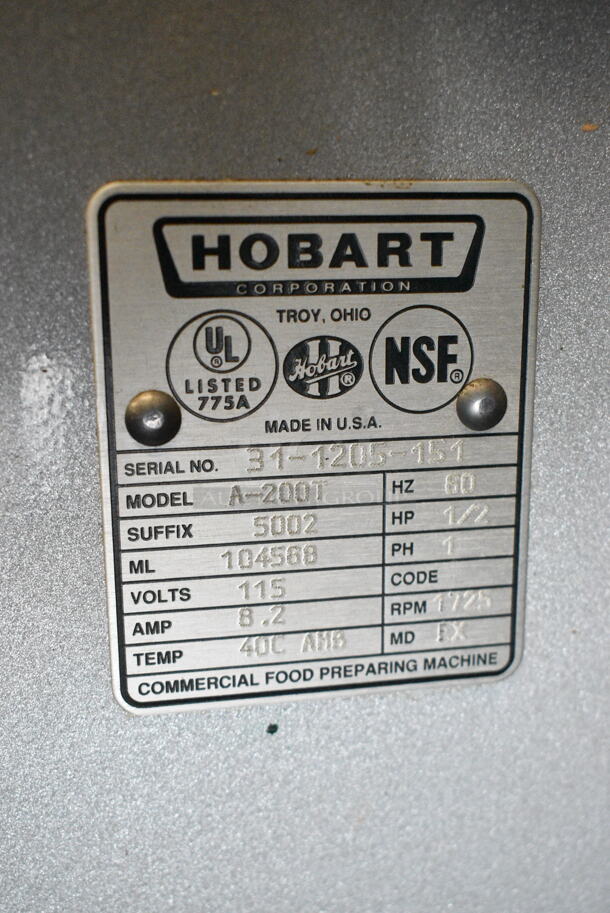 HOBART
CORPORATION
TROY, OHIO
UL
®
LISTED
775A
H
Hobart
®
NSF®
MADE IN U.S.A.
SERIAL NO. 31-1205-151
MODEL A-200T HZ 60
SUFFIX 5002 HP 1/2
ML 104568 PH 1
VOLTS 115 CODE
AMP 8.2 RPM 1725
TEMP 40C AMB MD EX
COMMERCIAL FOOD PREPARING MACHINE